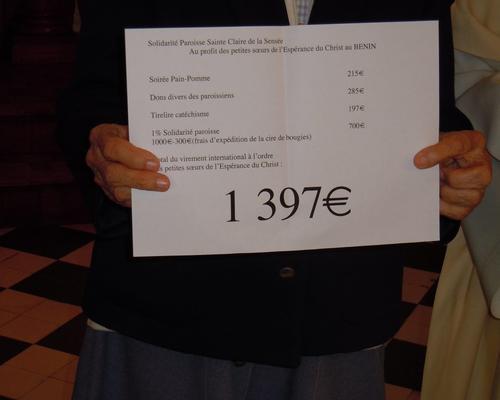 Solidarité Paroisse Sainte Claire de la Sensée
Au profit des petites sœurs de l'Espérance du Christ au BENIN
Soirée Pain-Pomme 215€
Dons divers des paroissiens 285€
Tirelire catéchisme 197€
1% Solidarité paroisse 700€
1000€-300€(frais d'expédition de la cire de bougies)
du virement international à l'ordre
petites sœurs de l'Espérance du Christ :
1 397€